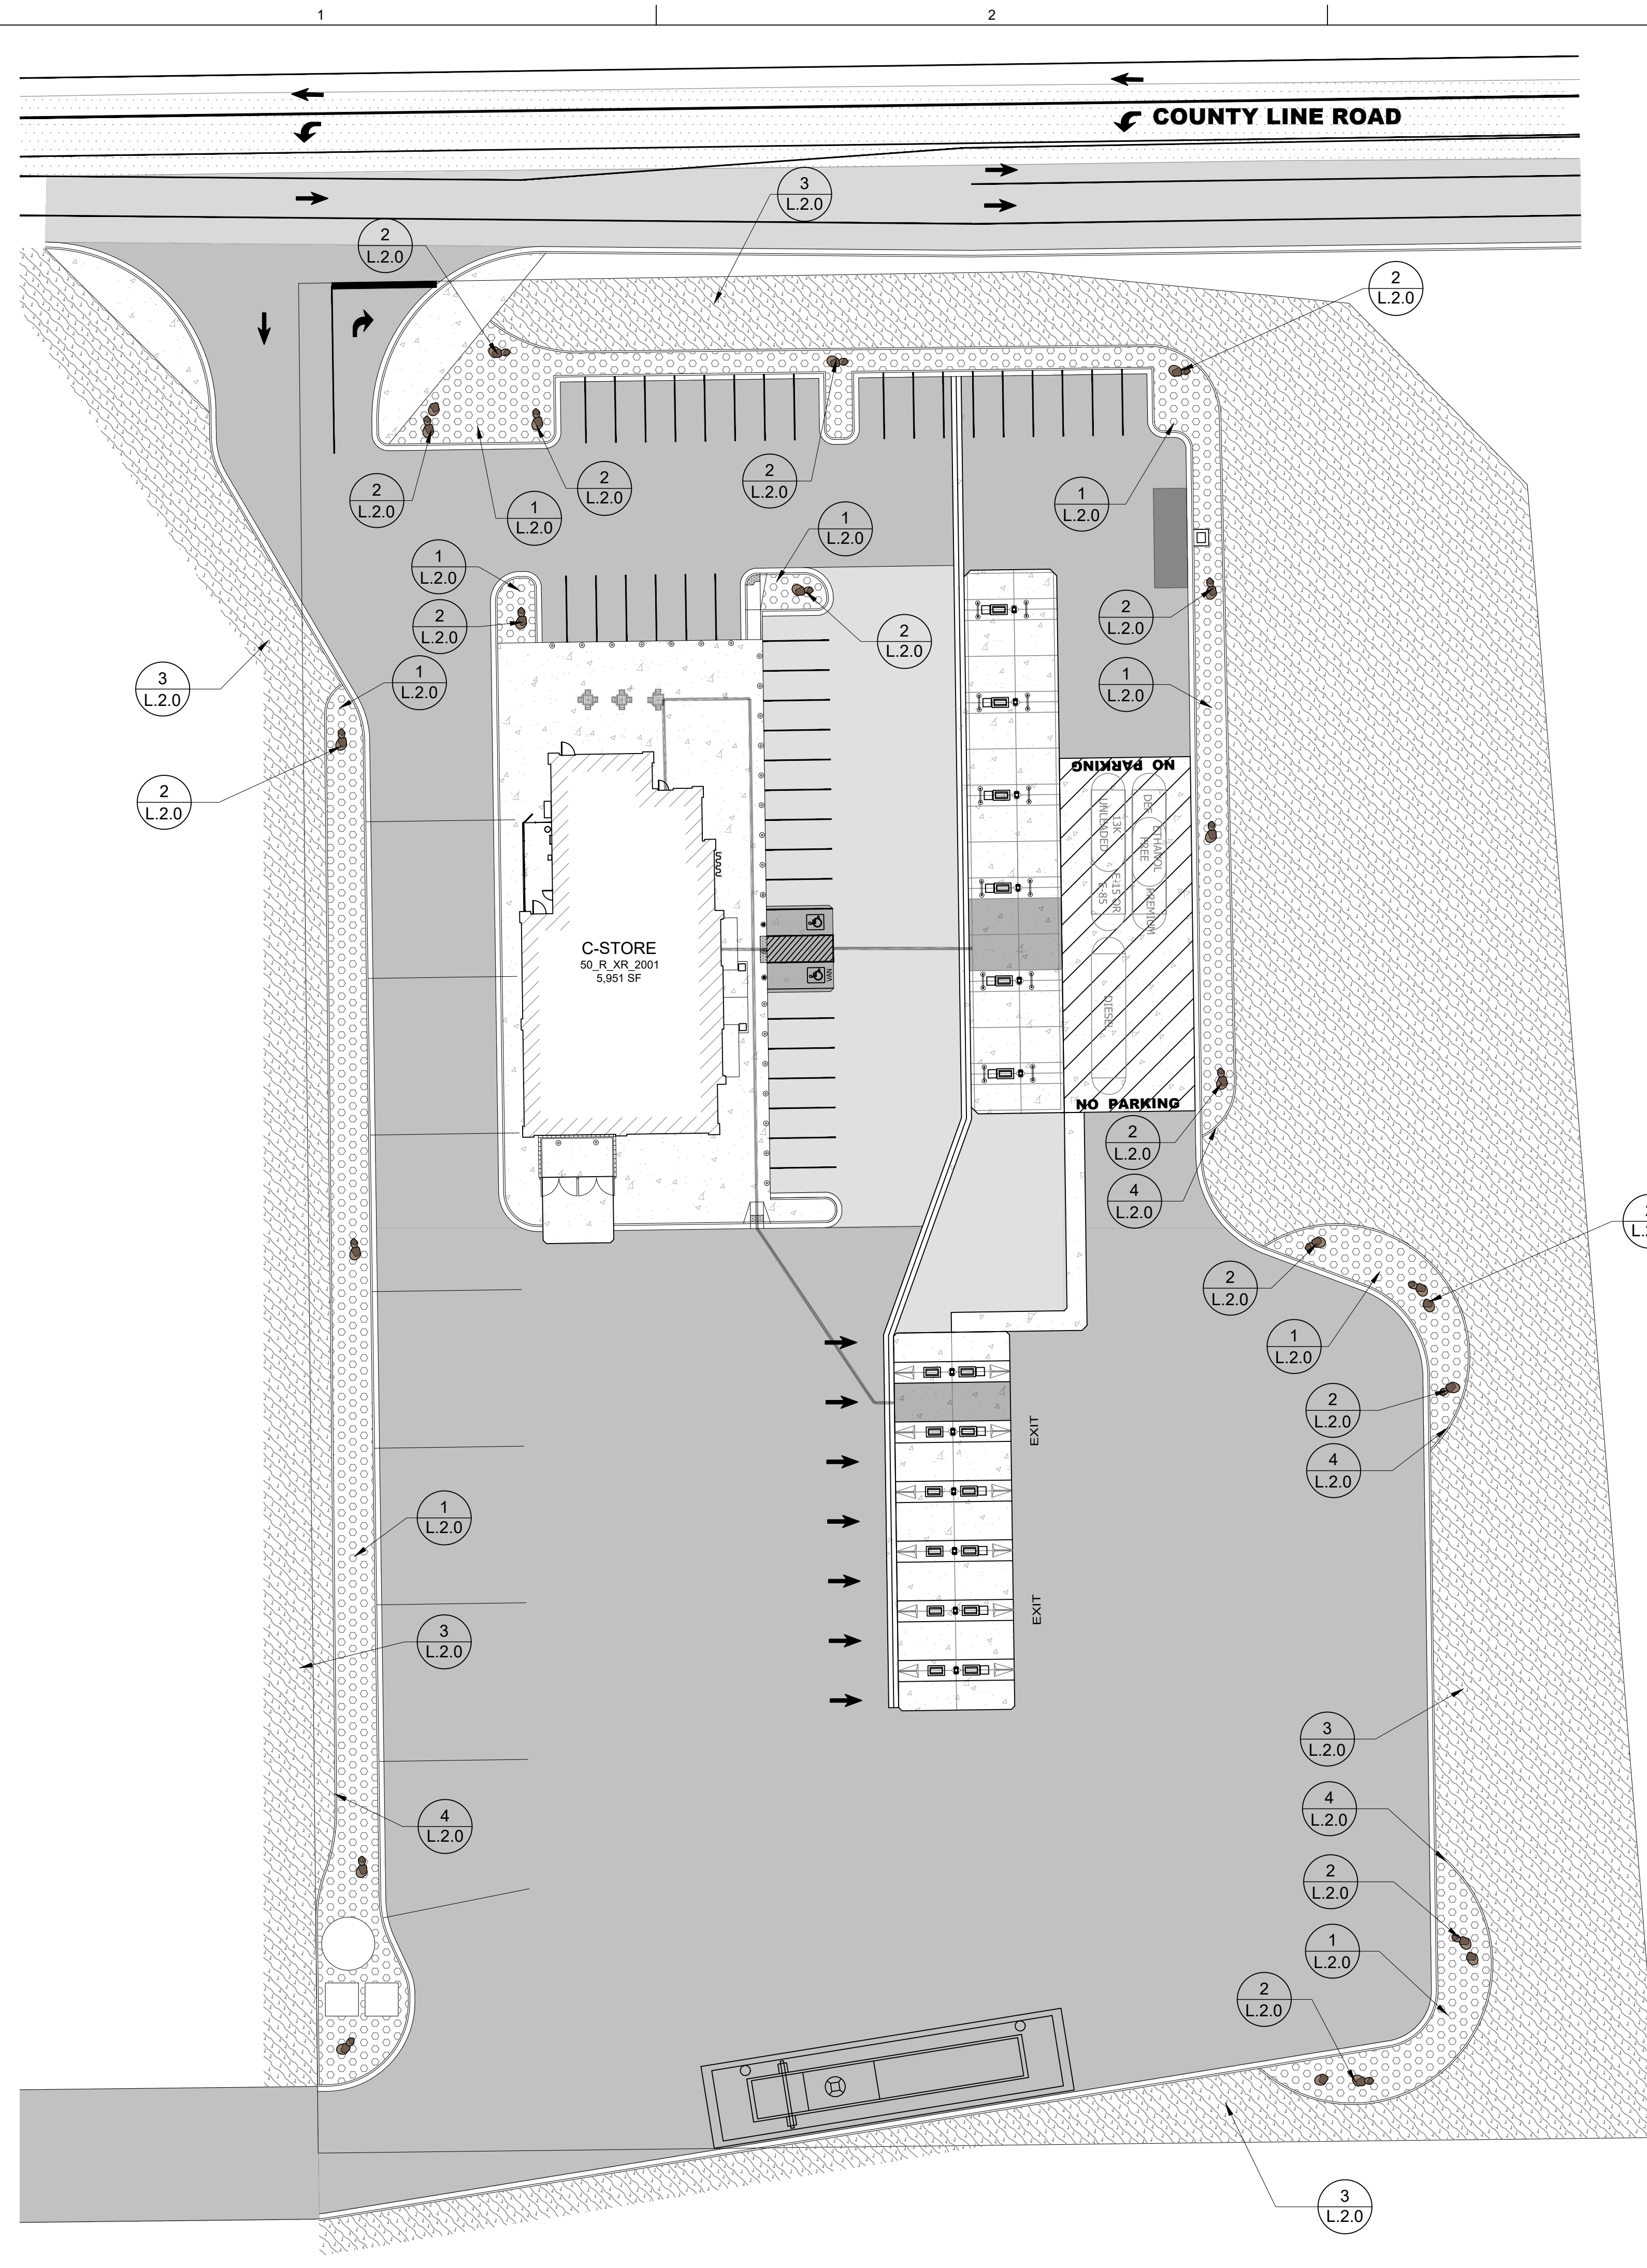 1
2
COUNTY LINE ROAD
3
L.2.0
2
L.2.0
2
L.2.0
2
L.2.0
2
L.2.0
2
L.2.0
1
L.2.0
1
L.2.0
1
L.2.0
1
L.2.0
2
L.2.0
2
L.2.0
2
L.2.0
3
L.2.0
1
L.2.0
1
L.2.0
2
L.2.0
NO PARKING
DEF
ETHANOL
FREE
PREMIUM
13K
UNLEADED
E-15 OR
E-85
DIESEL
C-STORE
50_R_XR_2001
5,951 SF
VAN
NO PARKING
2
L.2.0
4
L.2.0
2
L.2.0
1
L.2.0
2
L.2.0
EXIT
4
L.2.0
1
L.2.0
EXIT
3
L.2.0
3
L.2.0
4
L.2.0
4
L.2.0
2
L.2.0
1
L.2.0
2
L.2.0
3
L.2.0